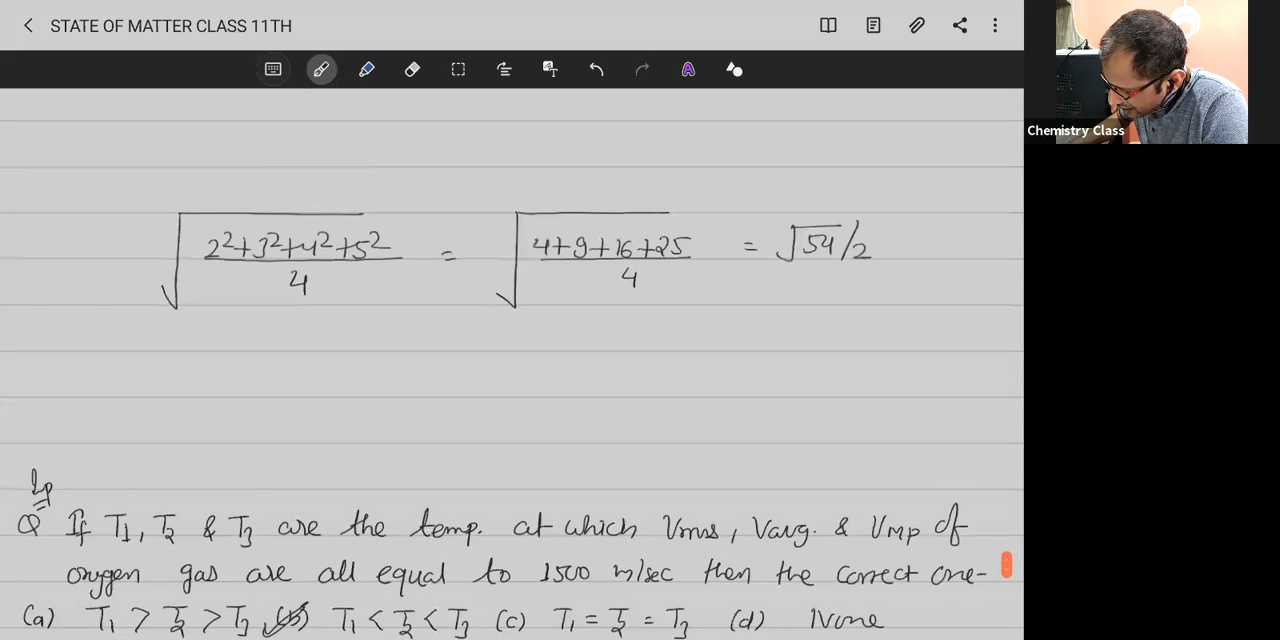 STATE OF MATTER CLASS 11TH
Chemistry Class
√(2²+3²+4²+5²/4) = √(4+9+16+25/4) = √54/2
Imp
Q If T₁, T₂ & T₃ are the temp. at which Vrms, Vavg. & VMP of
oxygen gas are all equal to 1500 m/sec then the correct one-
(a) T₁ > T₂ > T₃ (b) T₁ < T₂ < T₃ (c) T₁ = T₂ = T₃ (d) None